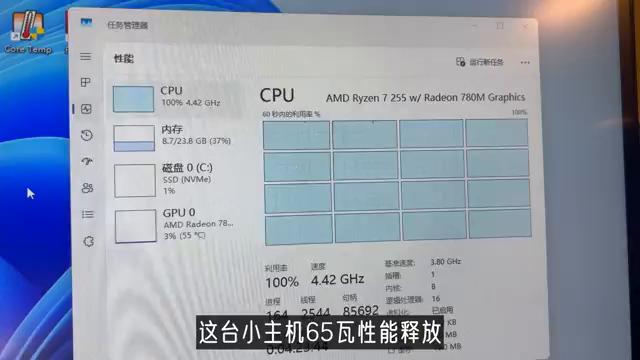 Core Temp
任务管理器
性能
运行新任务
CPU
100% 4.42 GHz
内存
8.7/23.8 GB (37%)
磁盘 0 (C:)
SSD (NVMe)
1%
GPU 0
AMD Radeon 78...
3% (55 °C)
CPU
AMD Ryzen 7 255 w/ Radeon 780M Graphics
60 秒内的利用率 %
100%
利用率
速度
100%
4.42 GHz
进程
线程
句柄
164
2544
85692
基准速度:
3.80 GHz
插槽:
1
内核:
8
逻辑处理器:
16
已启用
KB
MB
MB
这台小主机65瓦性能释放